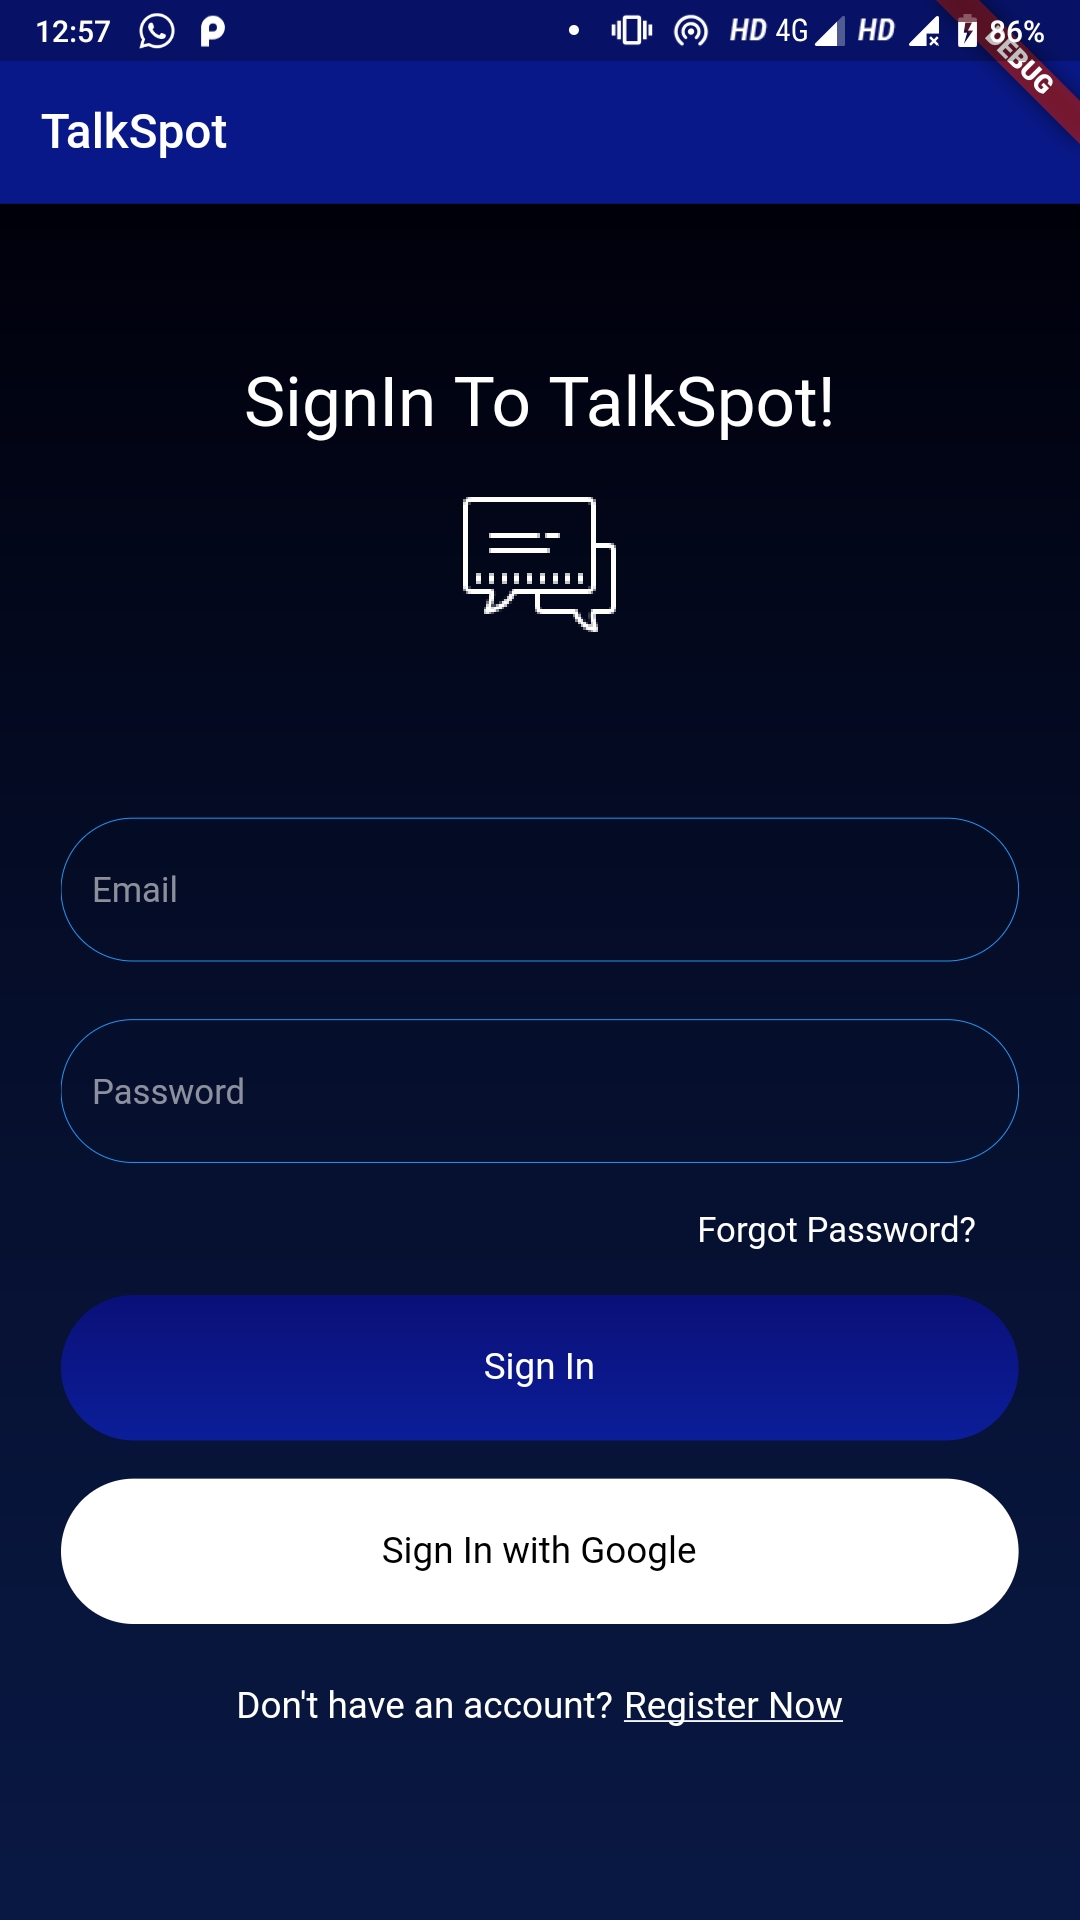 12:57 HD 4G HD 86%
DEBUG
TalkSpot
SignIn To TalkSpot!
Email
Password
Forgot Password?
Sign In
Sign In with Google
Don't have an account? Register Now